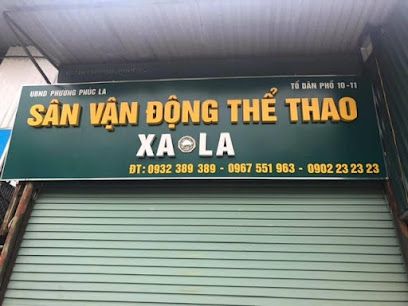 UBND PHƯỜNG PHÚC LA
TỔ DÂN PHỐ 10-11
SÂN VẬN ĐỘNG THỂ THAO
XA LA
ĐT: 0932 389 389 - 0967 551 963 - 0902 23 23 23